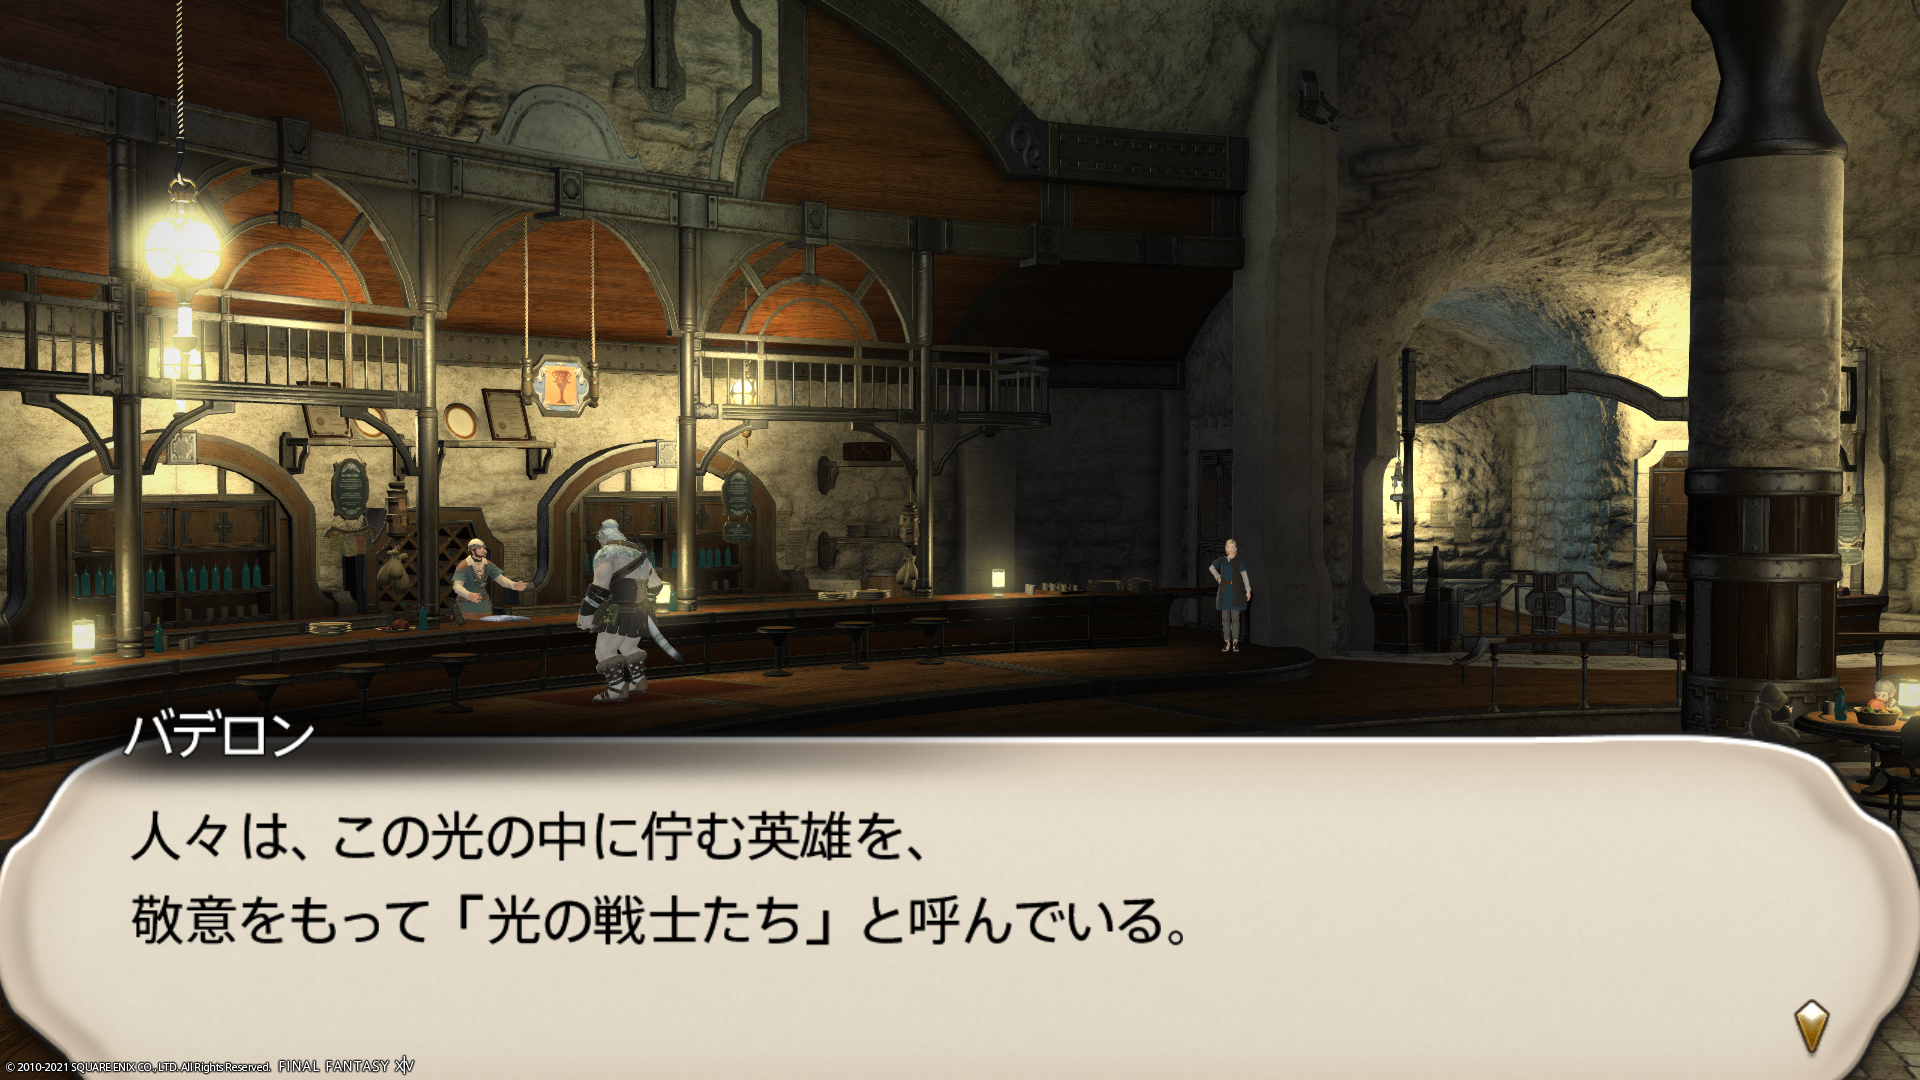 バデロン
人々は、この光の中に佇む英雄を、
敬意をもって「光の戦士たち」と呼んでいる。
© 2010-2021 SQUARE ENIX CO., LTD. All Rights Reserved. FINAL FANTASY XIV